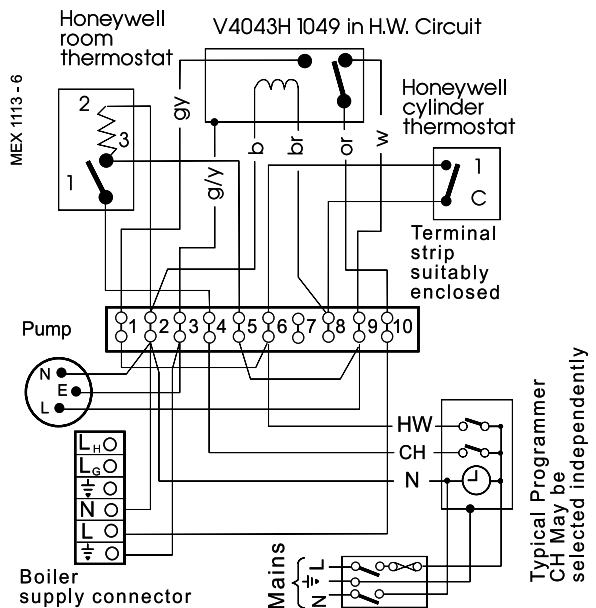 Honeywell
room
thermostat
V4043H 1049 in H.W. Circuit
Honeywell
cylinder
thermostat
MEX 1113 - 6
2
3
1
gy
b
br
or
w
g/y
1
C
Terminal
strip
suitably
enclosed
1 2 3 4 5 6 7 8 9 10
Pump
N
E
L
HW
CH
N
LH
LG
N
L
Boiler
supply connector
Mains
L
N
Typical Programmer
CH May be
selected independently